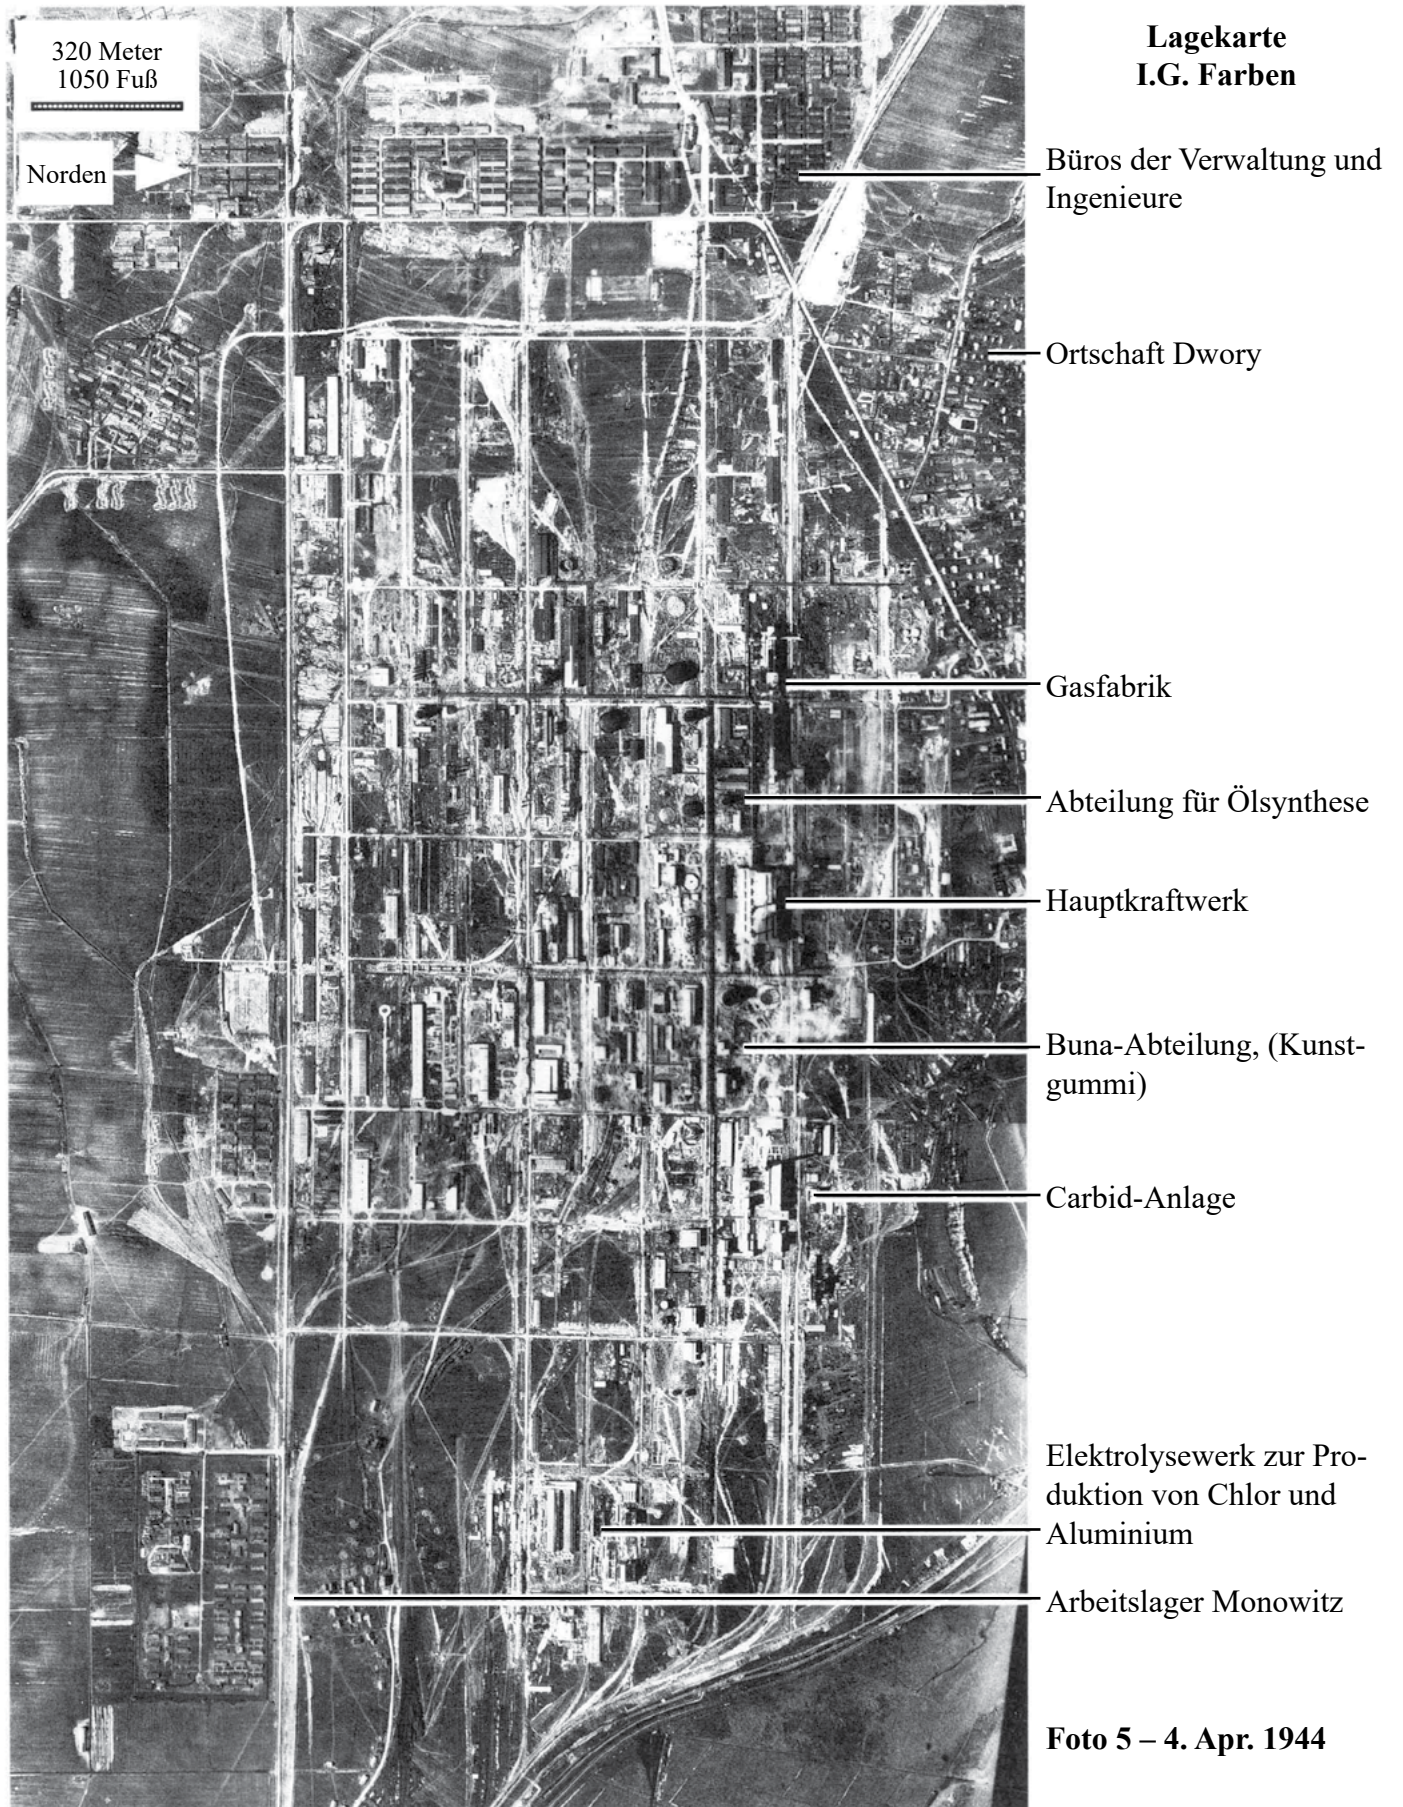 320 Meter
1050 Fuß
Norden
Lagekarte
I.G. Farben
Büros der Verwaltung und
Ingenieure
Ortschaft Dwory
Gasfabrik
Abteilung für Ölsynthese
Hauptkraftwerk
Buna-Abteilung, (Kunst-
gummi)
Carbid-Anlage
Elektrolysewerk zur Pro-
duktion von Chlor und
Aluminium
Arbeitslager Monowitz
Foto 5 – 4. Apr. 1944